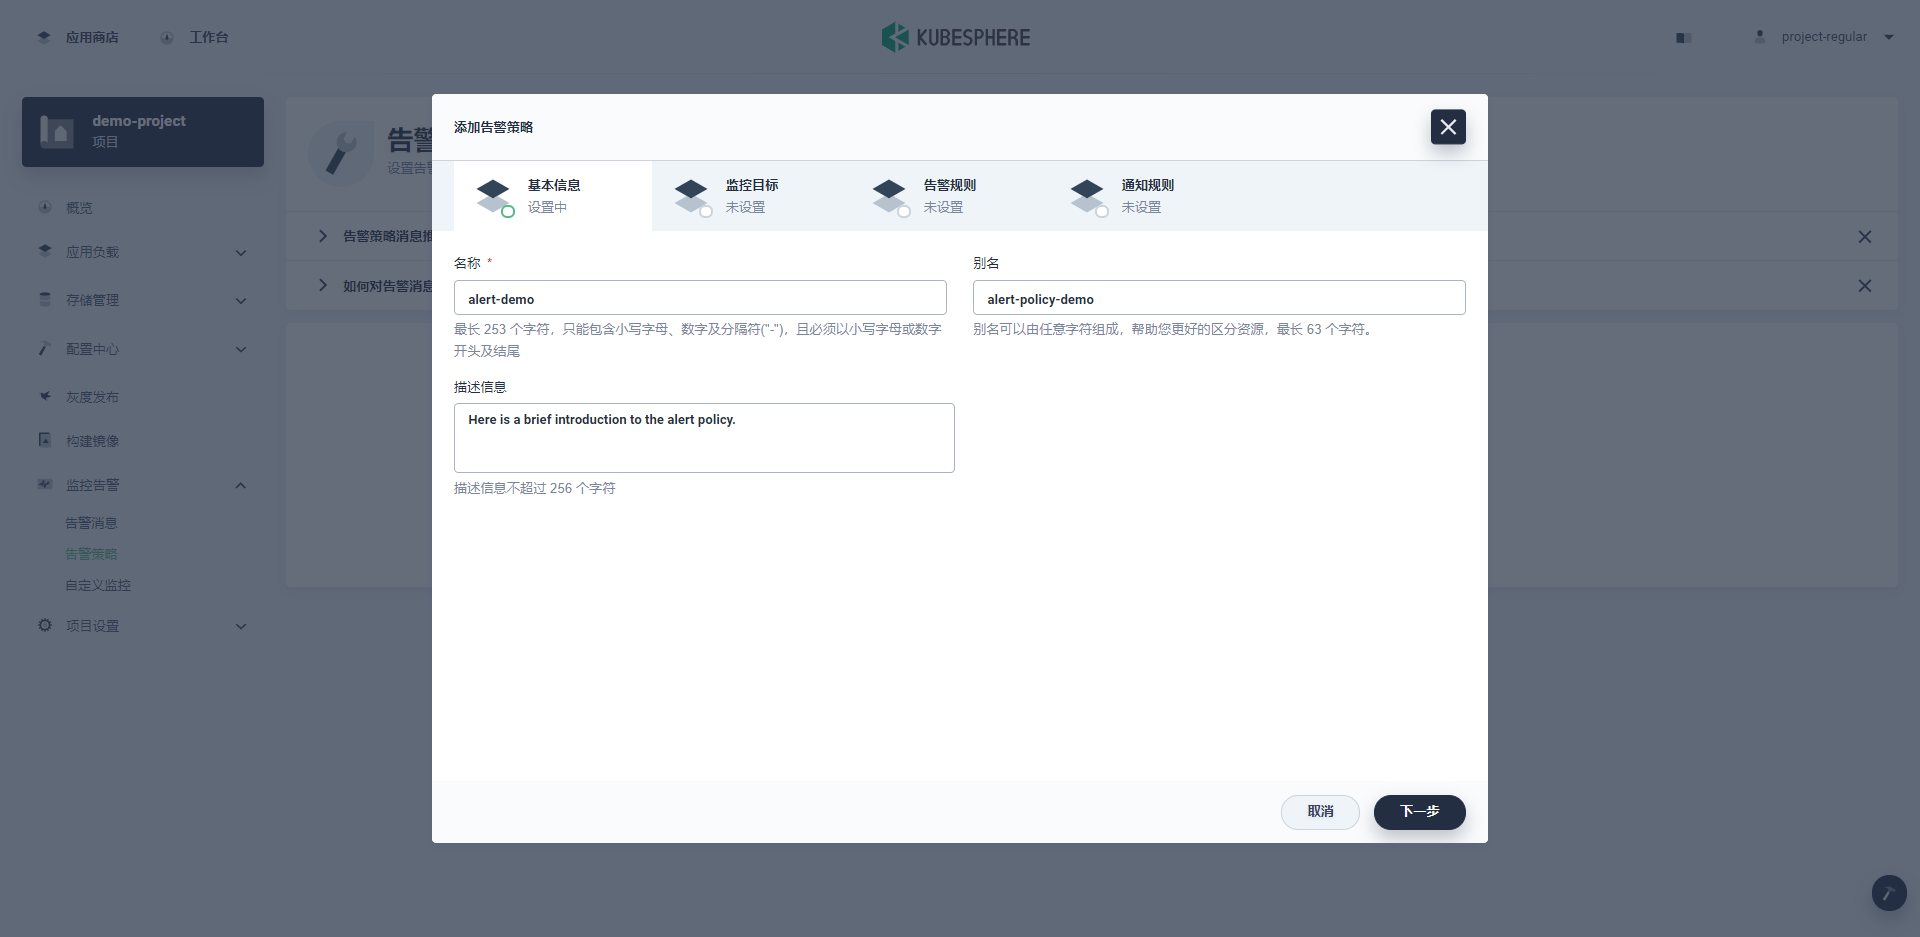 应用商店
工作台
KUBESPHERE
project-regular
demo-project
项目
概览
应用负载
存储管理
配置中心
灰度发布
构建镜像
监控告警
告警消息
告警策略
自定义监控
项目设置
告警
设置告
告警策略消息
如何对告警消息
添加告警策略
基本信息
设置中
监控目标
未设置
告警规则
未设置
通知规则
未设置
名称 *
alert-demo
最长 253 个字符，只能包含小写字母、数字及分隔符("-")，且必须以小写字母或数字
开头及结尾
别名
alert-policy-demo
别名可以由任意字符组成，帮助您更好的区分资源，最长 63 个字符。
描述信息
Here is a brief introduction to the alert policy.
描述信息不超过 256 个字符
取消
下一步